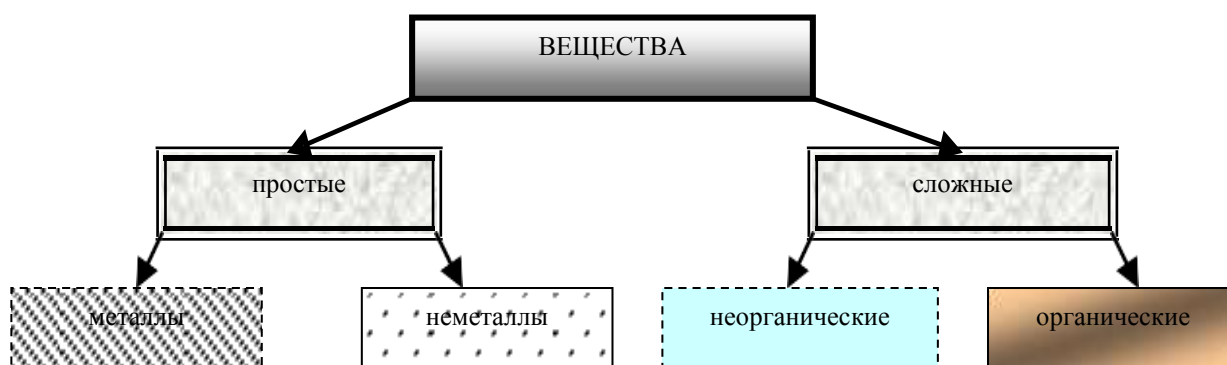 ВЕЩЕСТВА
простые
сложные
металлы
неметаллы
неорганические
органические